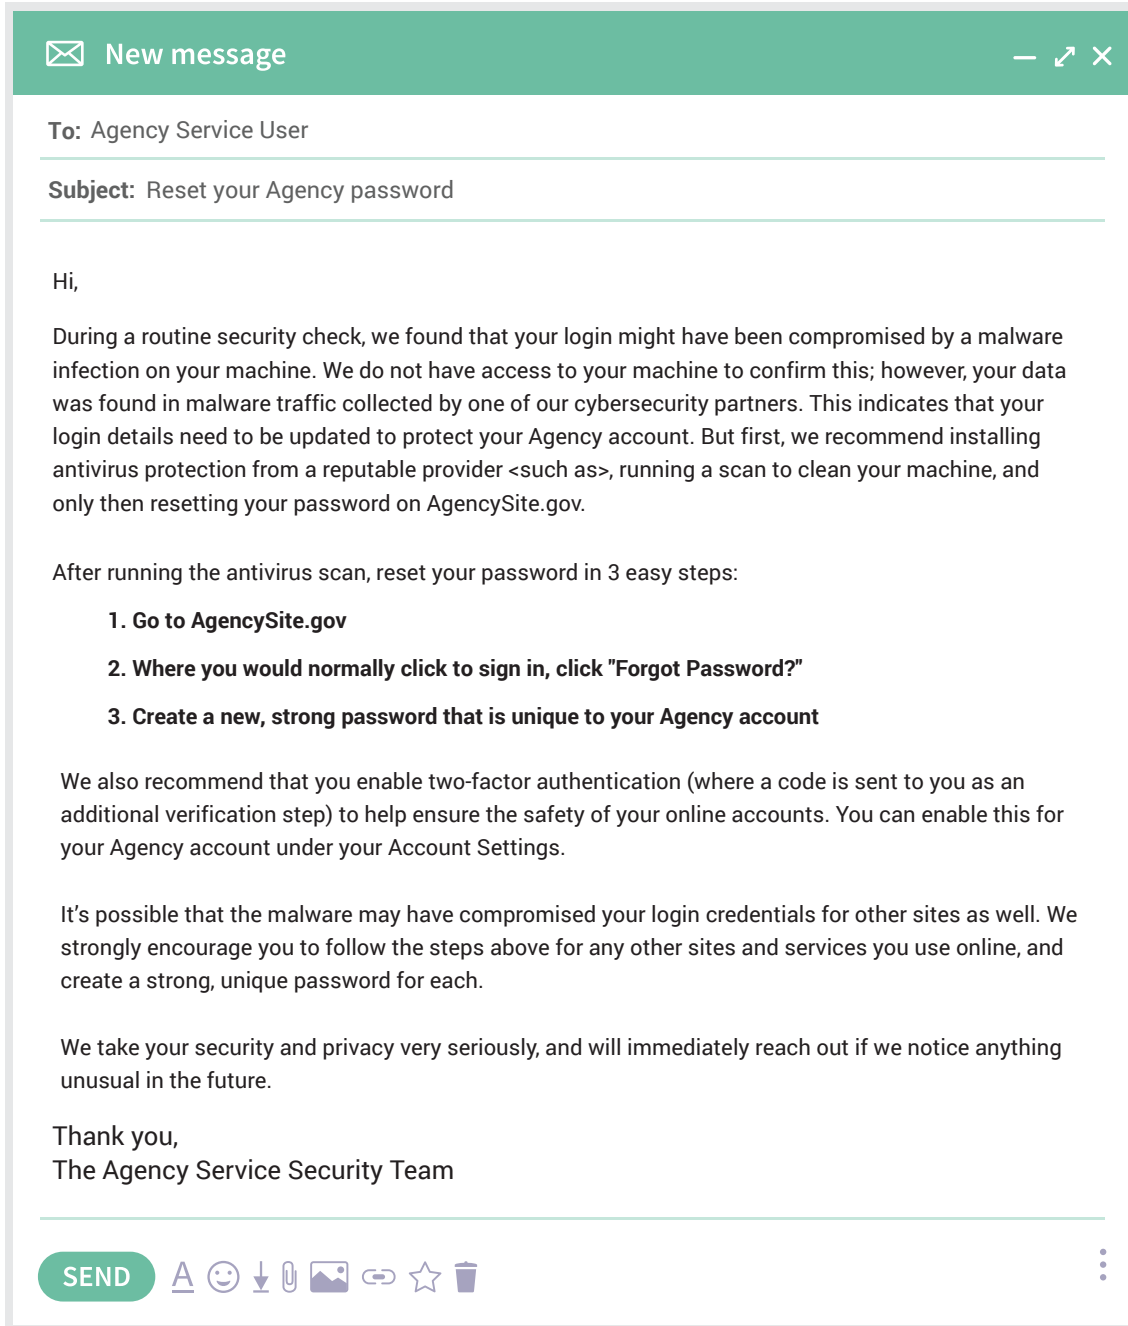 New message
To: Agency Service User
Subject: Reset your Agency password
Hi,
During a routine security check, we found that your login might have been compromised by a malware
infection on your machine. We do not have access to your machine to confirm this; however, your data
was found in malware traffic collected by one of our cybersecurity partners. This indicates that your
login details need to be updated to protect your Agency account. But first, we recommend installing
antivirus protection from a reputable provider <such as>, running a scan to clean your machine, and
only then resetting your password on AgencySite.gov.
After running the antivirus scan, reset your password in 3 easy steps:
1. Go to AgencySite.gov
2. Where you would normally click to sign in, click "Forgot Password?"
3. Create a new, strong password that is unique to your Agency account
We also recommend that you enable two-factor authentication (where a code is sent to you as an
additional verification step) to help ensure the safety of your online accounts. You can enable this for
your Agency account under your Account Settings.
It’s possible that the malware may have compromised your login credentials for other sites as well. We
strongly encourage you to follow the steps above for any other sites and services you use online, and
create a strong, unique password for each.
We take your security and privacy very seriously, and will immediately reach out if we notice anything
unusual in the future.
Thank you,
The Agency Service Security Team
SEND A